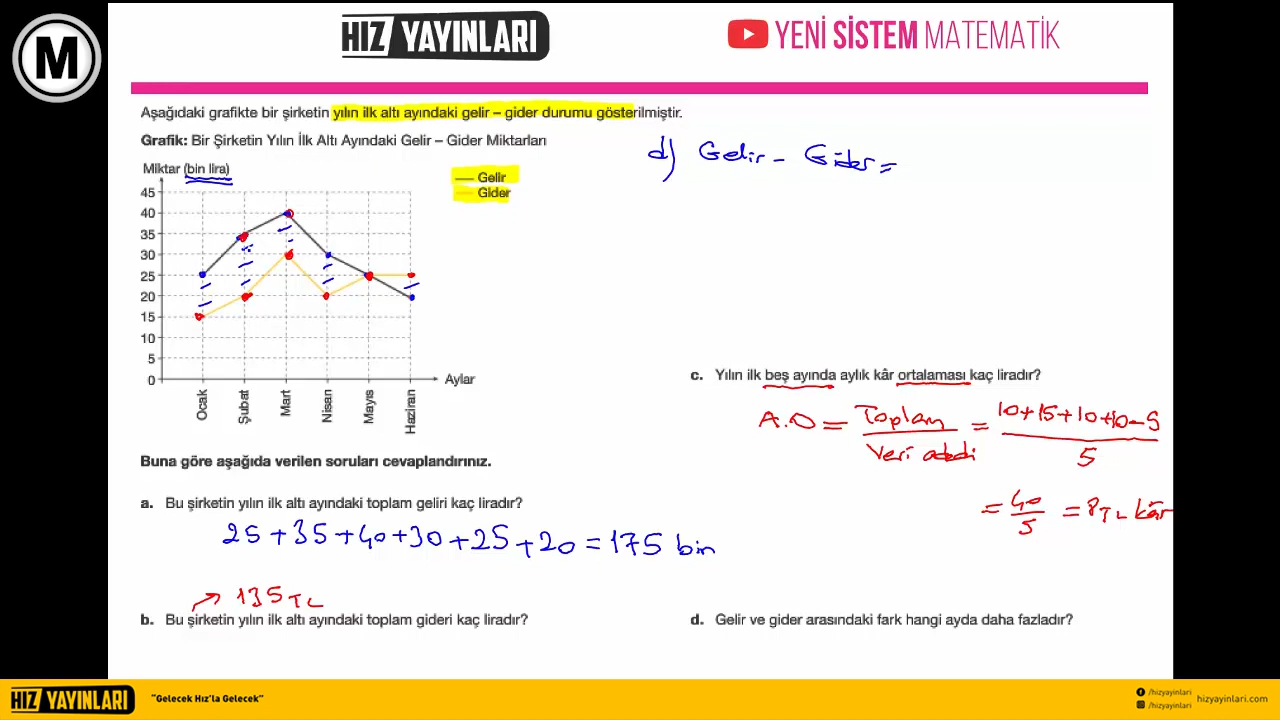 M
HIZ YAYINLARI
YENİ SİSTEM MATEMATİK
Aşağıdaki grafikte bir şirketin yılın ilk altı ayındaki gelir – gider durumu gösterilmiştir.
Grafik: Bir Şirketin Yılın İlk Altı Ayındaki Gelir – Gider Miktarları
Miktar (bin lira)
Gelir
Gider
45
40
35
30
25
20
15
10
5
0
Ocak
Şubat
Mart
Nisan
Mayıs
Haziran
Aylar
Buna göre aşağıda verilen soruları cevaplandırınız.
a. Bu şirketin yılın ilk altı ayındaki toplam geliri kaç liradır?
25+35+40+30+25+20=175 bin
135 TL
b. Bu şirketin yılın ilk altı ayındaki toplam gideri kaç liradır?
d) Gelir - Gider =
c. Yılın ilk beş ayında aylık kâr ortalaması kaç liradır?
A.O = Toplam / Veri adedi = 10+15+10+10-5 / 5
= 40/5 = 8 TL kâr
d. Gelir ve gider arasındaki fark hangi ayda daha fazladır?
HIZ YAYINLARI
"Gelecek Hız'la Gelecek"
/hizyayinlari
/hizyayinlari
hizyayinlari.com